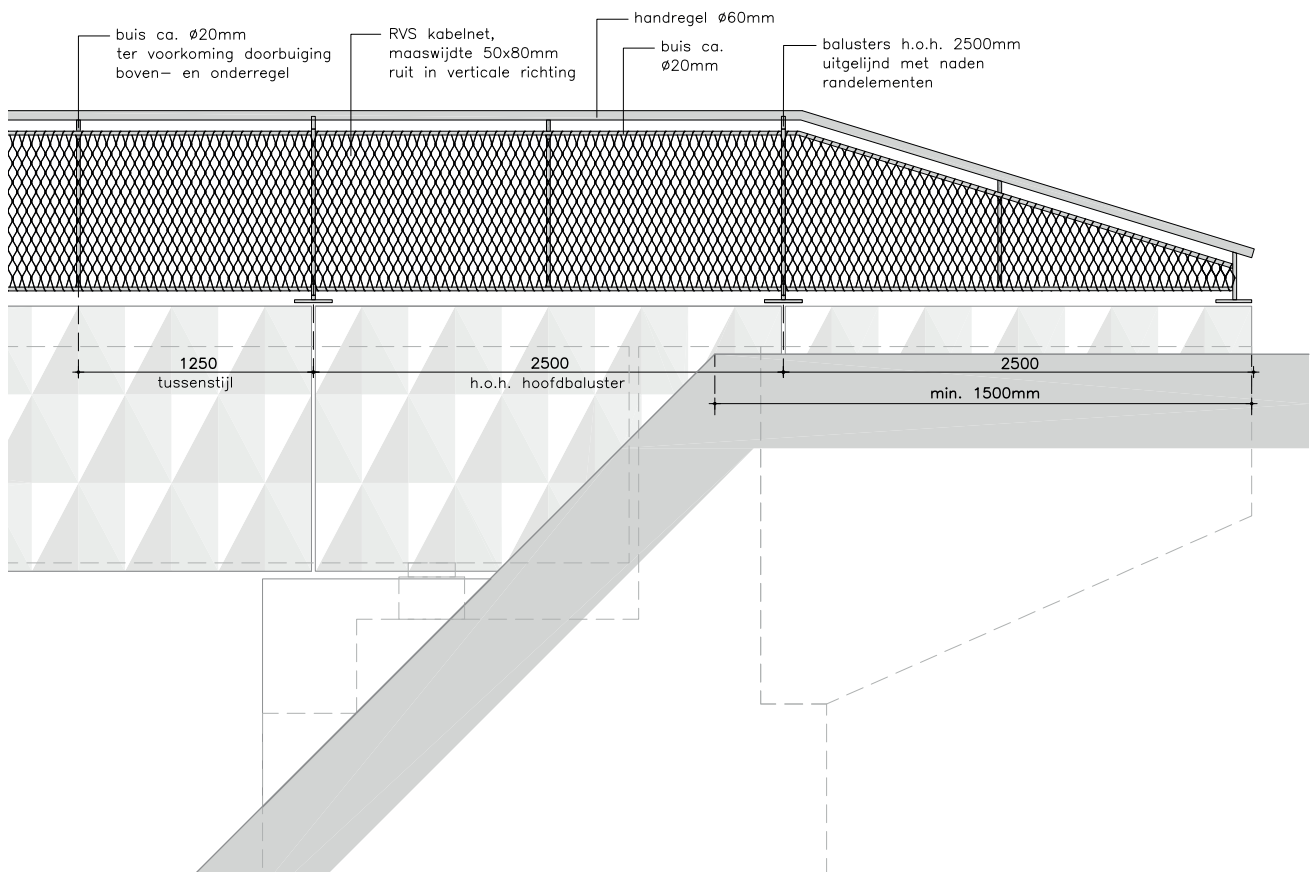 buis ca. Ø20mm
ter voorkoming doorbuiging
boven– en onderregel
RVS kabelnet,
maaswijdte 50x80mm
ruit in verticale richting
handregel Ø60mm
buis ca.
Ø20mm
balusters h.o.h. 2500mm
uitgelijnd met naden
randelementen
1250
tussenstijl
2500
h.o.h. hoofdbaluster
2500
min. 1500mm